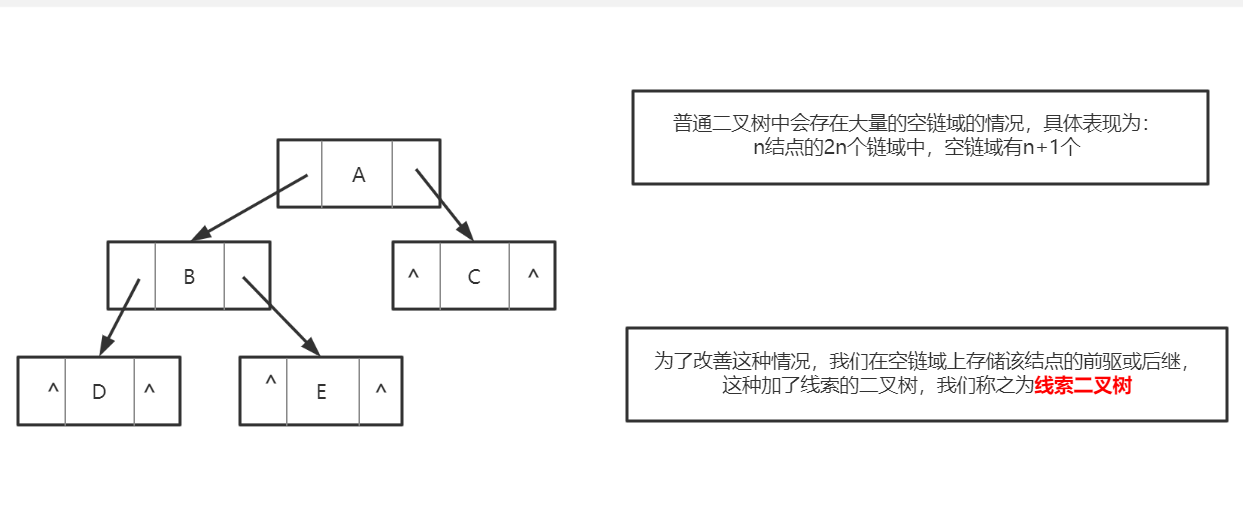 普通二叉树中会存在大量的空链域的情况，具体表现为：
n结点的2n个链域中，空链域有n+1个
A
B
^ C ^
为了改善这种情况，我们在空链域上存储该结点的前驱或后继，
这种加了线索的二叉树，我们称之为线索二叉树
^ D ^
^ E ^